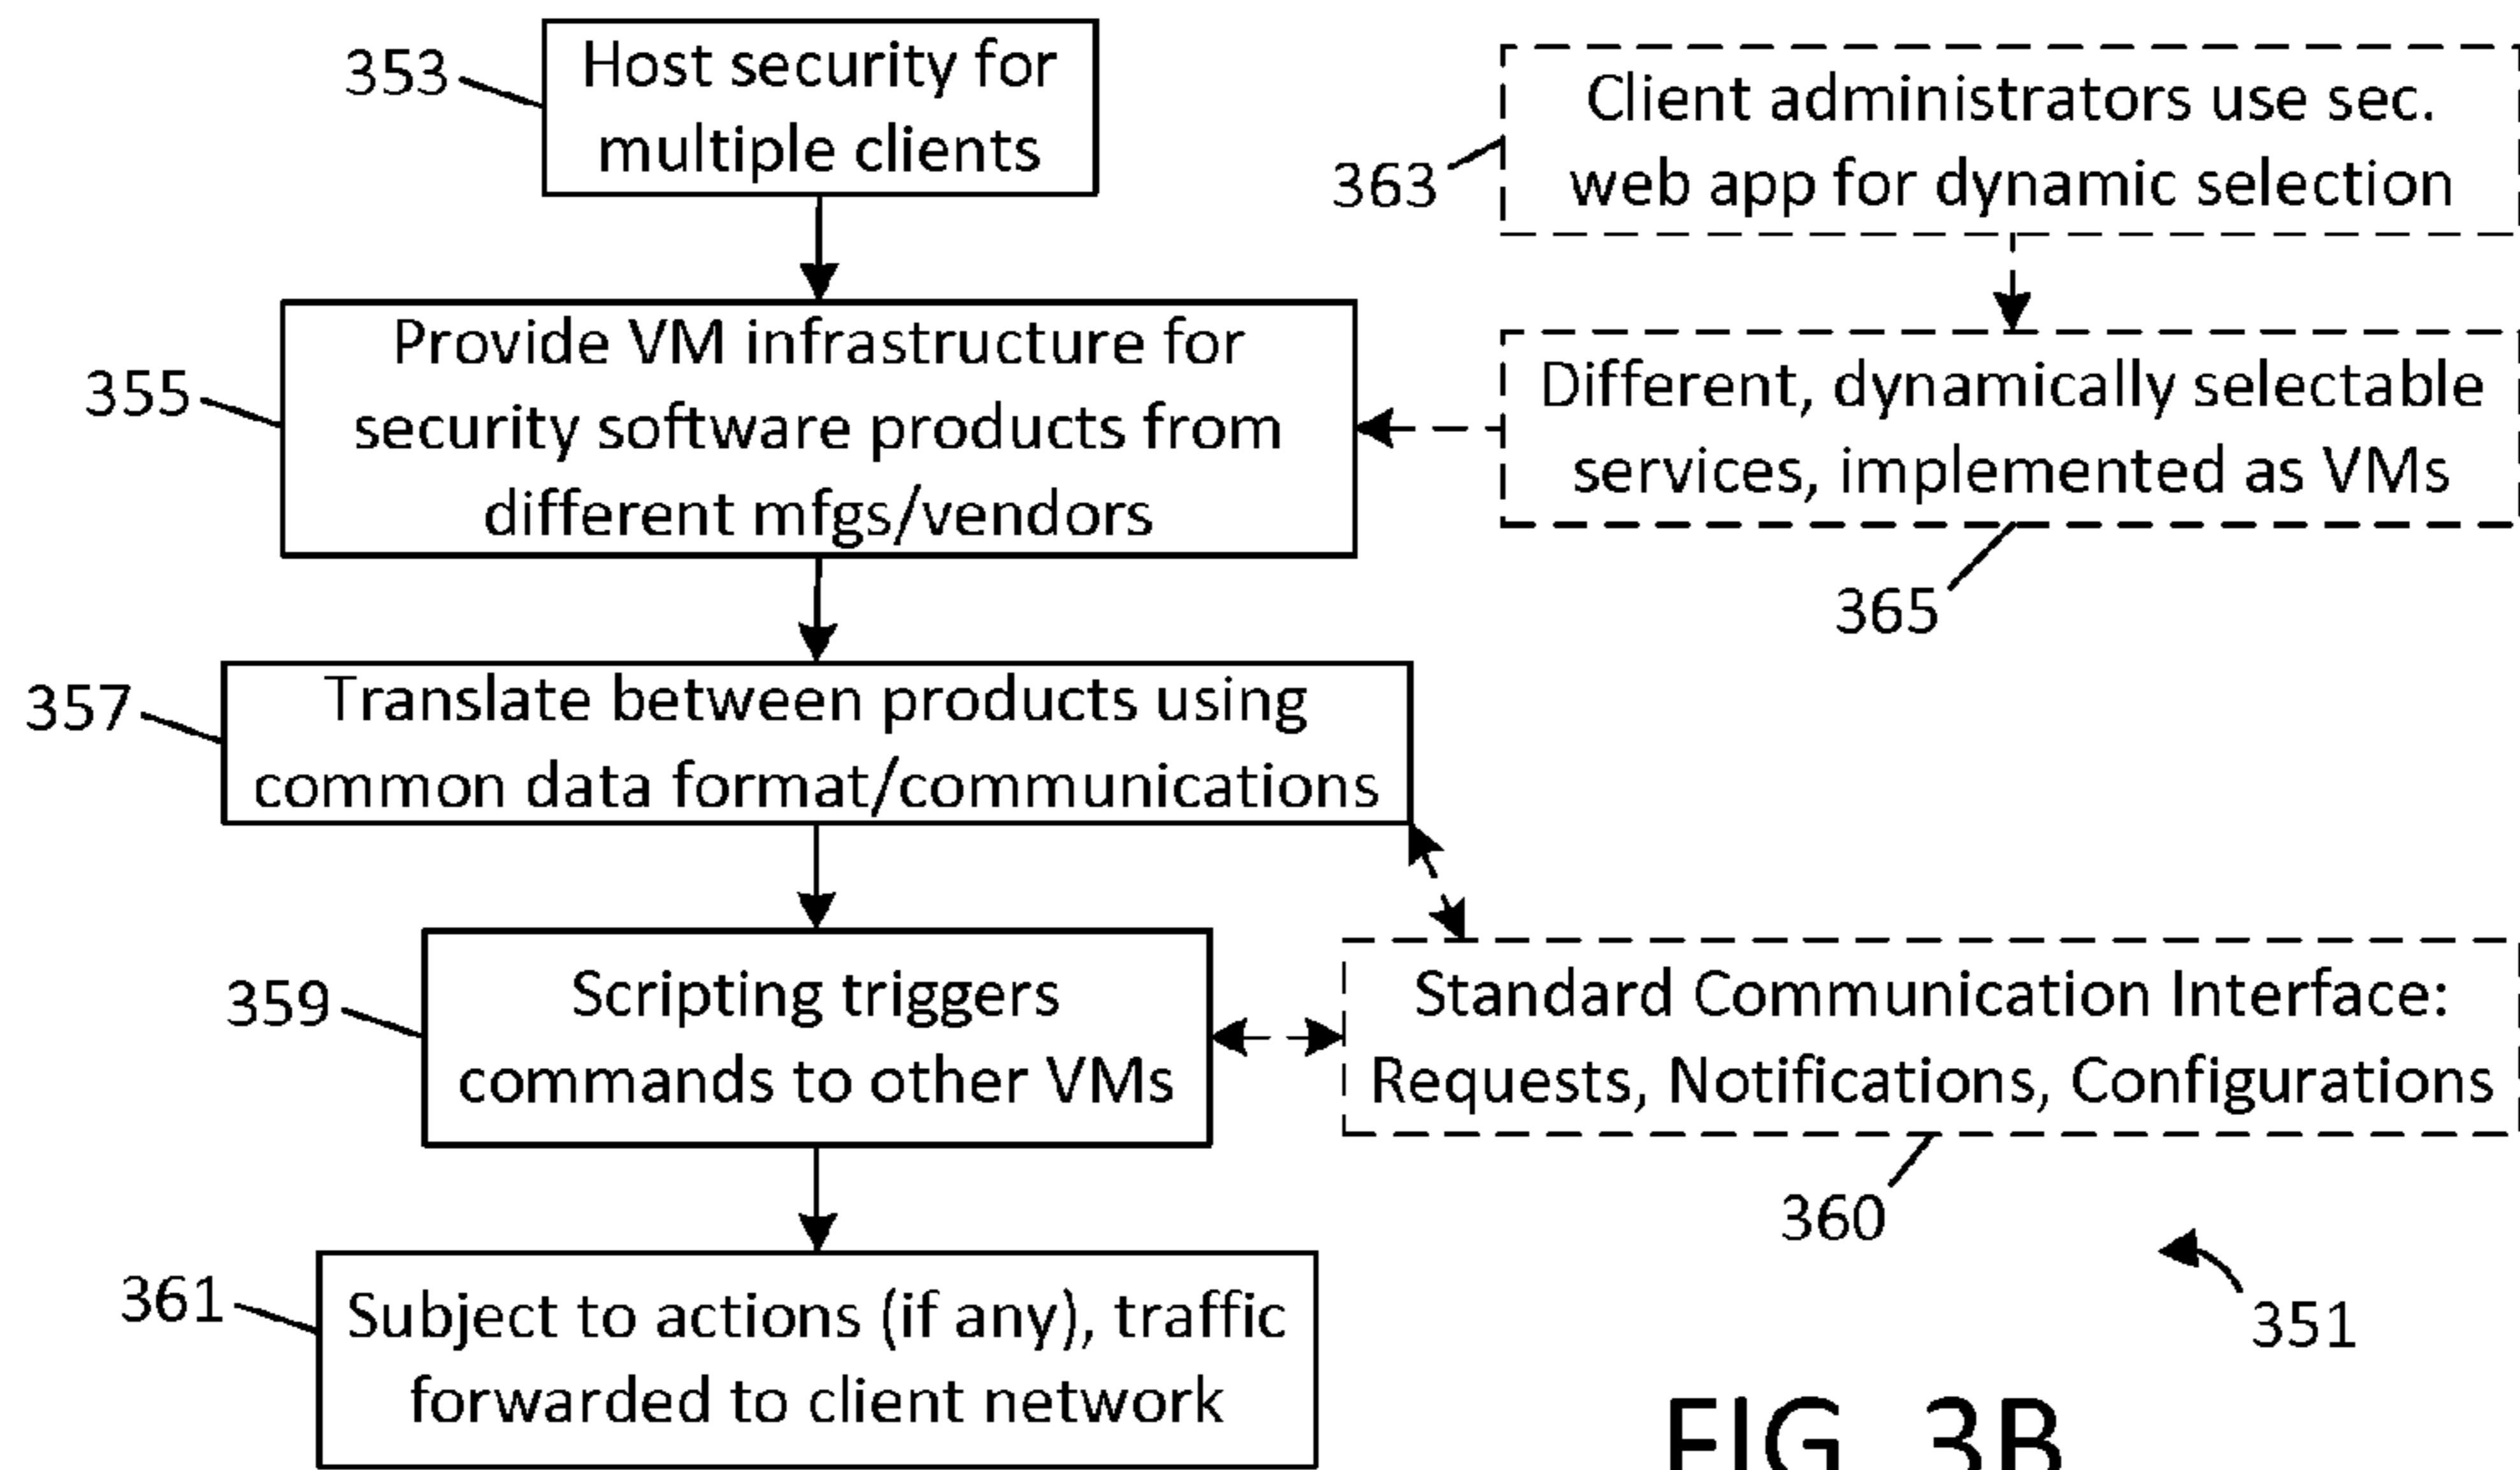 353
Host security for
multiple clients
363
Client administrators use sec.
web app for dynamic selection
355
Provide VM infrastructure for
security software products from
different mfgs/vendors
Different, dynamically selectable
services, implemented as VMs
365
357
Translate between products using
common data format/communications
359
Scripting triggers
commands to other VMs
Standard Communication Interface:
Requests, Notifications, Configurations
360
361
Subject to actions (if any), traffic
forwarded to client network
351
FIG. 3B